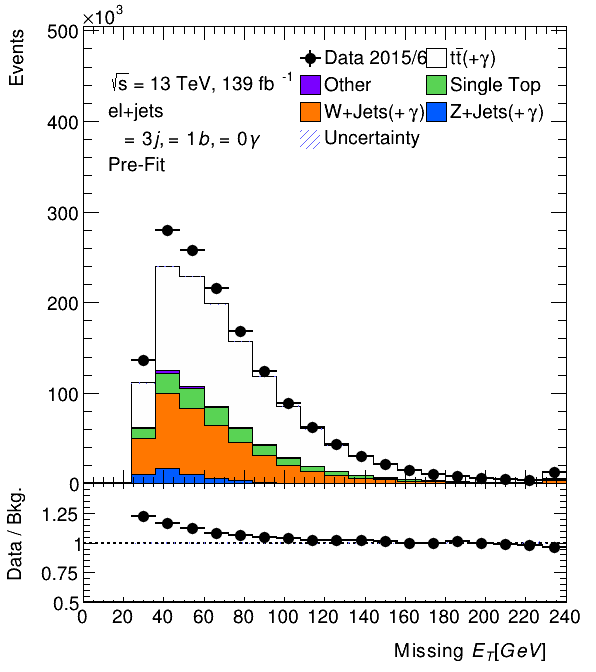 ×10³
Events
500
400
300
200
100
0
√s = 13 TeV, 139 fb⁻¹
el+jets
= 3j, = 1b, = 0γ
Pre-Fit
Data 2015/6
tt̄(+γ)
Other
Single Top
W+Jets(+γ)
Z+Jets(+γ)
Uncertainty
Data / Bkg.
1.25
1
0.75
0.5
0 20 40 60 80 100 120 140 160 180 200 220 240
Missing E_T[GeV]